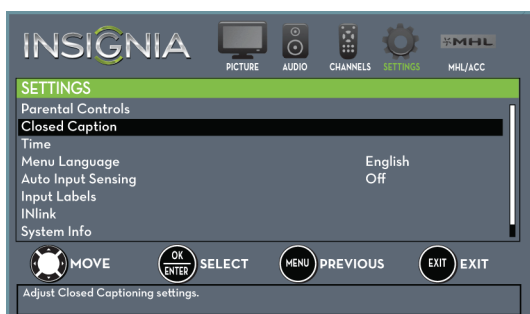 INSIGNIA
PICTURE AUDIO CHANNELS SETTINGS MHL/ACC
MHL
SETTINGS
Parental Controls
Closed Caption
Time
Menu Language English
Auto Input Sensing Off
Input Labels
INlink
System Info
MOVE OK ENTER SELECT MENU PREVIOUS EXIT EXIT
Adjust Closed Captioning settings.